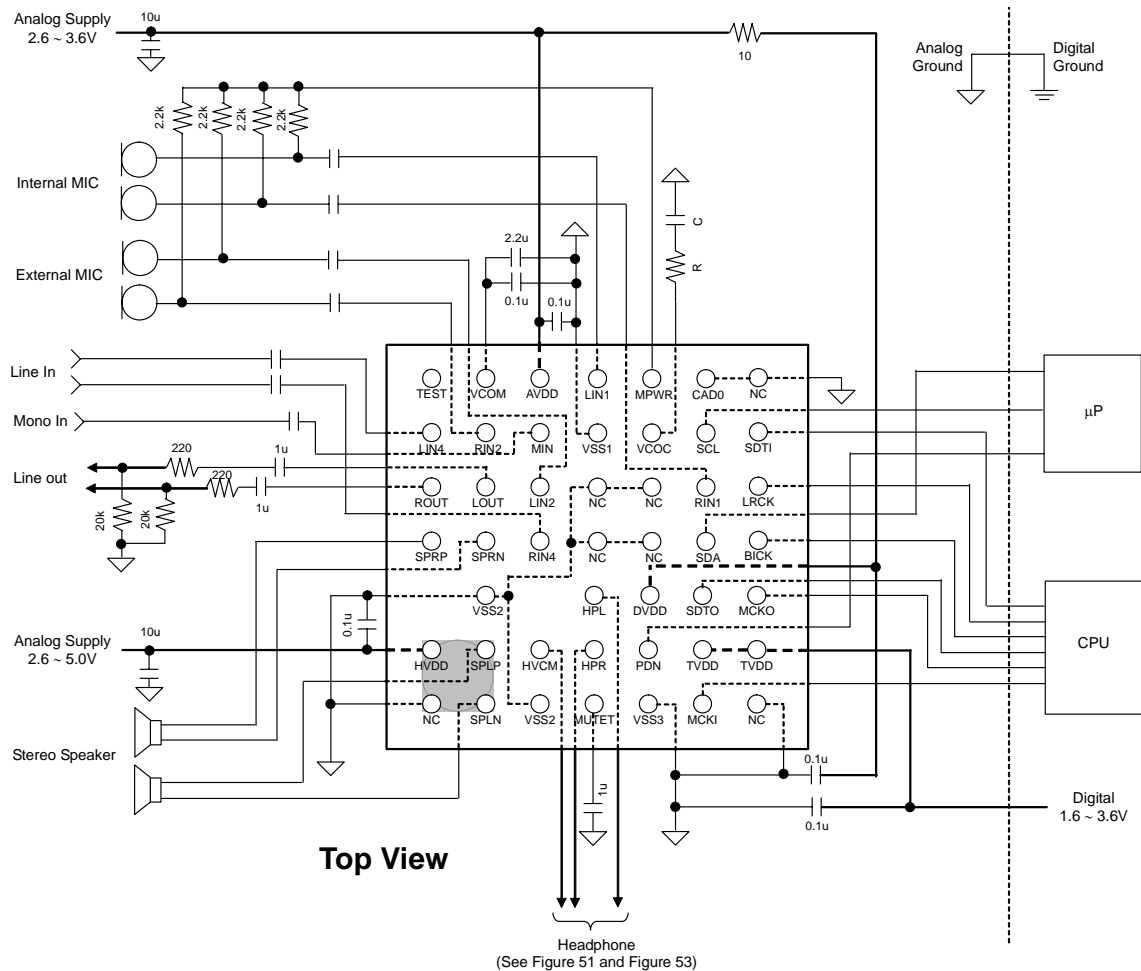 Analog Supply
2.6 ~ 3.6V
10u
10
Analog
Ground
Digital
Ground
2.2k
2.2k
2.2k
2.2k
Internal MIC
External MIC
C
R
2.2u
0.1u
0.1u
Line In
Mono In
220
1u
Line out
220
1u
20k
20k
TEST
VCOM
AVDD
LIN1
MPWR
CAD0
NC
LIN4
RIN2
MIN
VSS1
VCOC
SCL
SDTI
ROUT
LOUT
LIN2
NC
NC
RIN1
LRCK
SPRP
SPRN
RIN4
NC
NC
SDA
BICK
VSS2
HPL
DVDD
SDTO
MCKO
HVDD
SPLP
HVCM
HPR
PDN
TVDD
TVDD
NC
SPLN
VSS2
MUTET
VSS3
MCKI
NC
μP
CPU
0.1u
Analog Supply
2.6 ~ 5.0V
10u
Stereo Speaker
1u
0.1u
0.1u
Digital
1.6 ~ 3.6V
Top View
Headphone
(See Figure 51 and Figure 53)